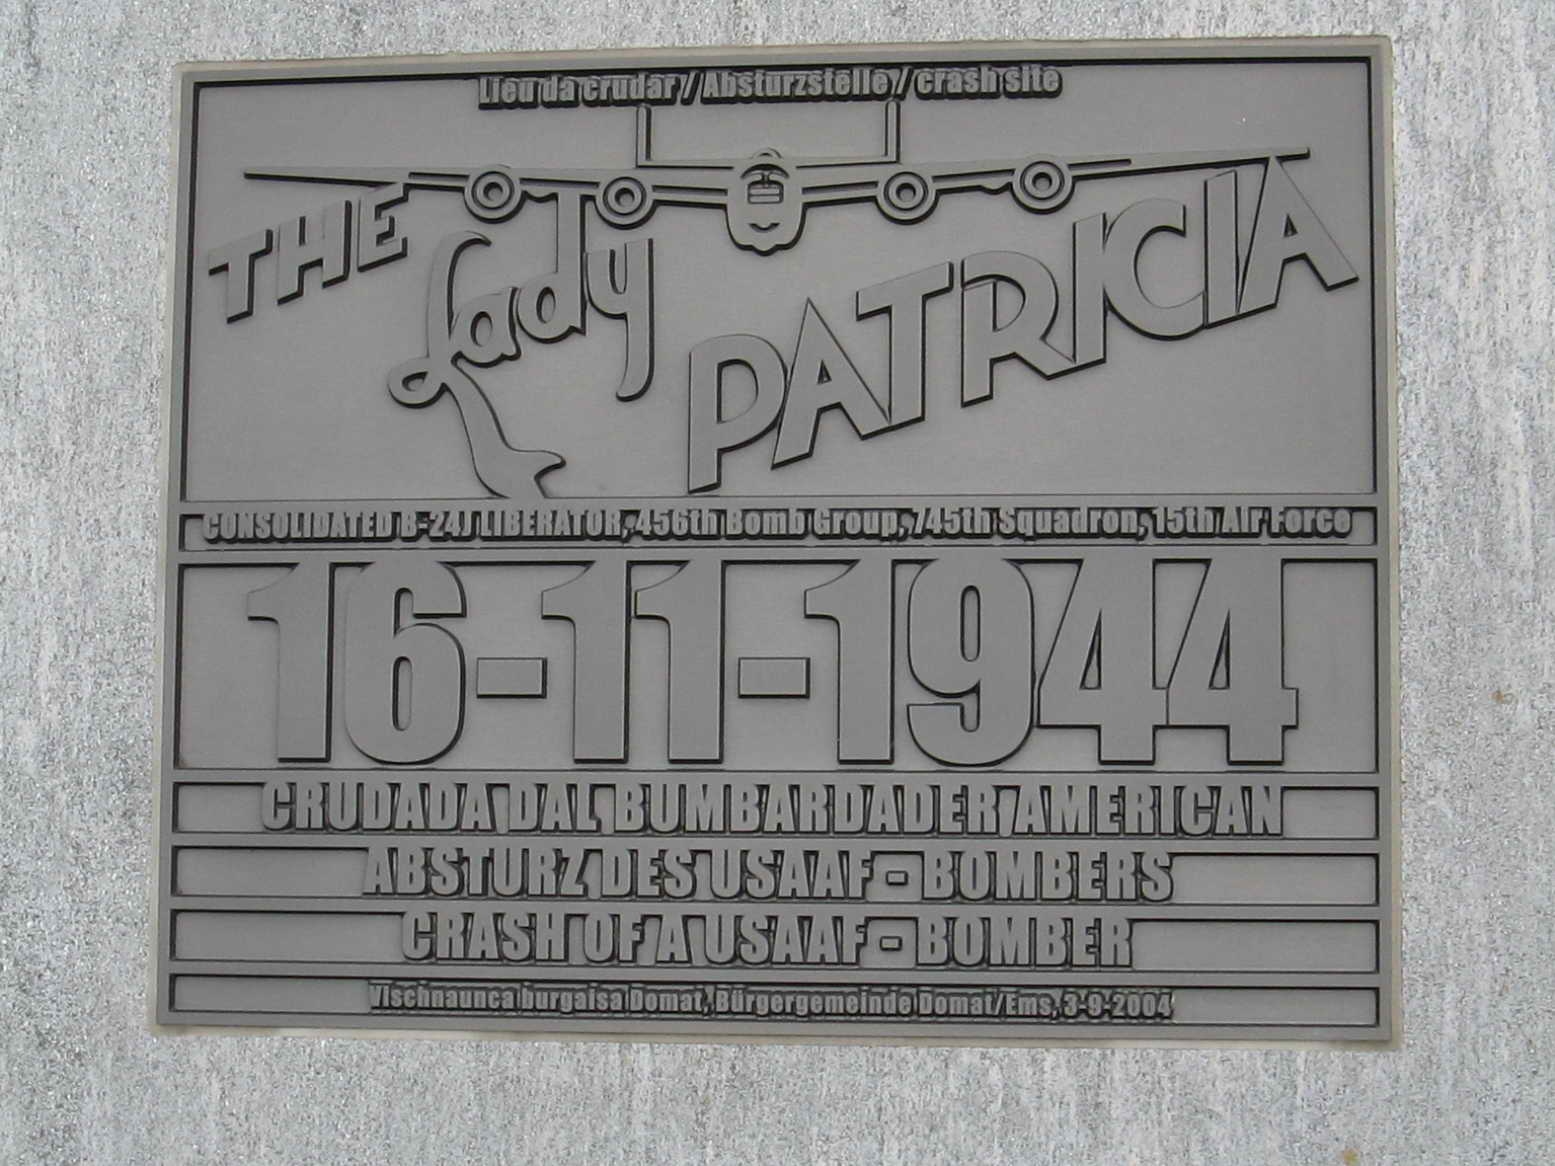 Lieu da crudar / Absturzstelle / crash site
THE Lady PATRICIA
CONSOLIDATED B-24J LIBERATOR, 456th Bomb Group, 745th Squadron, 15th Air Force
16-11-1944
CRUDADA DAL BUMBARDADER AMERICAN
ABSTURZ DES USAAF - BOMBERS
CRASH OF A USAAF - BOMBER
Vischnaunca burgaisa Domat, Bürgergemeinde Domat/Ems, 3-9-2004